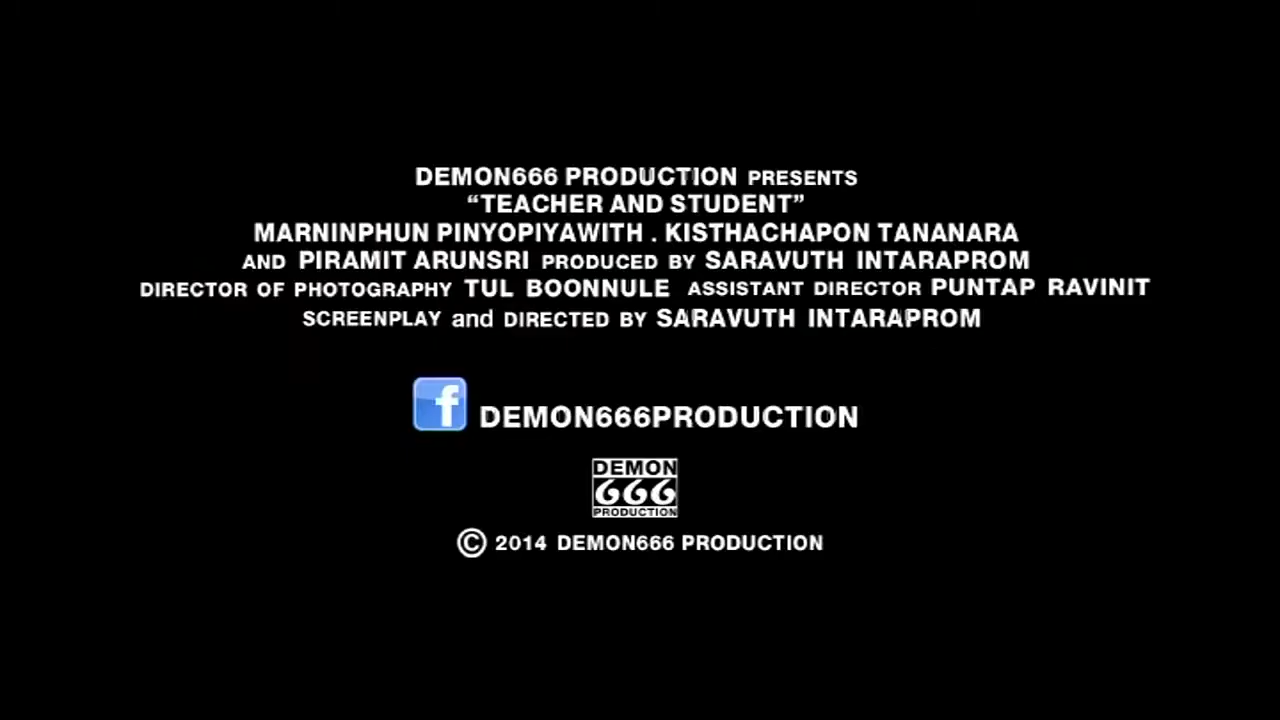 DEMON666 PRODUCTION PRESENTS
“TEACHER AND STUDENT”
MARNINPHUN PINYOPIYAWITH . KISTHACHAPON TANANARA
AND PIRAMIT ARUNSRI PRODUCED BY SARAVUTH INTARAPROM
DIRECTOR OF PHOTOGRAPHY TUL BOONNULE ASSISTANT DIRECTOR PUNTAP RAVINIT
SCREENPLAY and DIRECTED BY SARAVUTH INTARAPROM
f DEMON666PRODUCTION
DEMON
666
PRODUCTION
© 2014 DEMON666 PRODUCTION